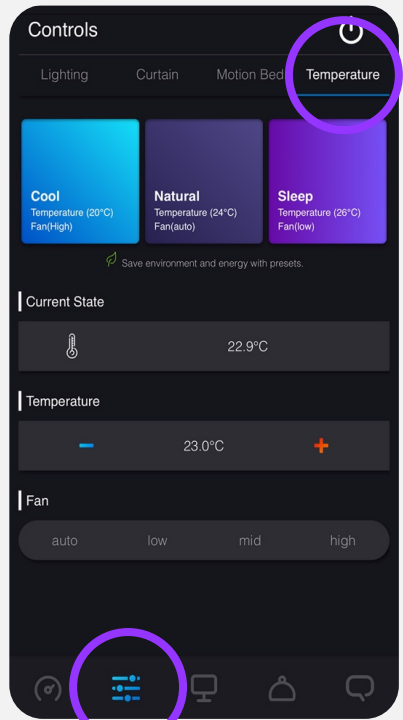 Controls
Lighting Curtain Motion Bed Temperature
Cool
Temperature (20°C)
Fan(High)
Natural
Temperature (24°C)
Fan(auto)
Sleep
Temperature (26°C)
Fan(low)
Save environment and energy with presets.
Current State
22.9°C
Temperature
23.0°C
Fan
auto low mid high